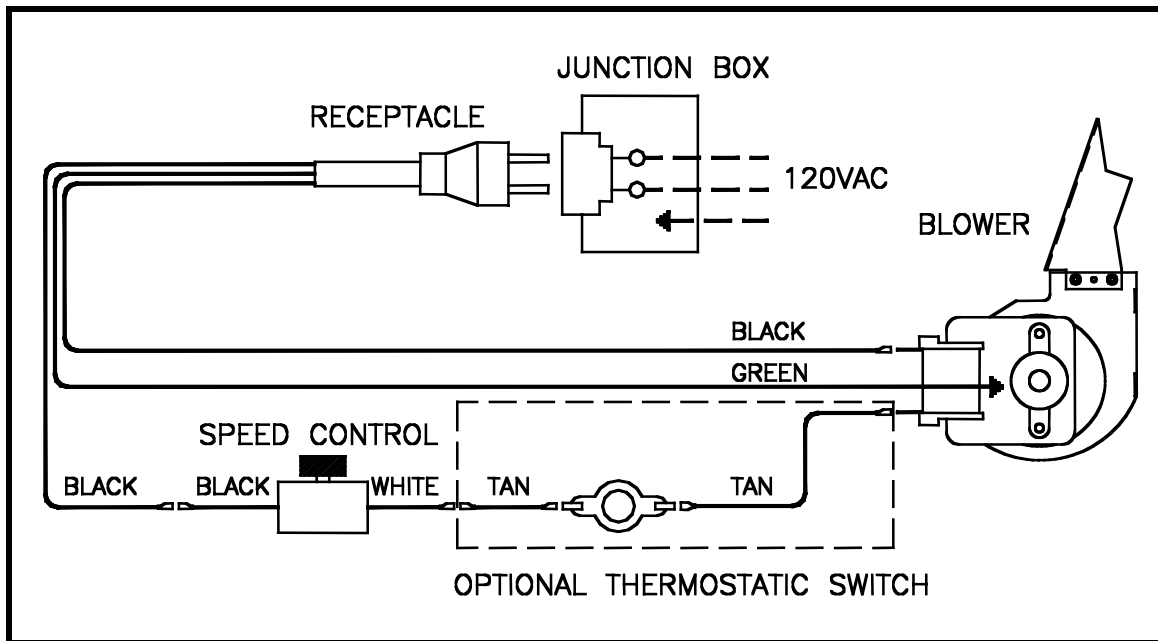 JUNCTION BOX
RECEPTACLE
120VAC
BLOWER
BLACK
GREEN
SPEED CONTROL
BLACK
BLACK
WHITE
TAN
TAN
OPTIONAL THERMOSTATIC SWITCH